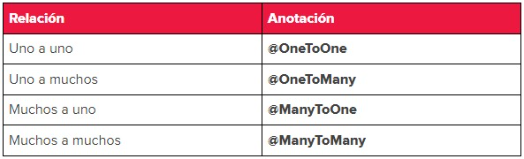 Relación Anotación
Uno a uno @OneToOne
Uno a muchos @OneToMany
Muchos a uno @ManyToOne
Muchos a muchos @ManyToMany